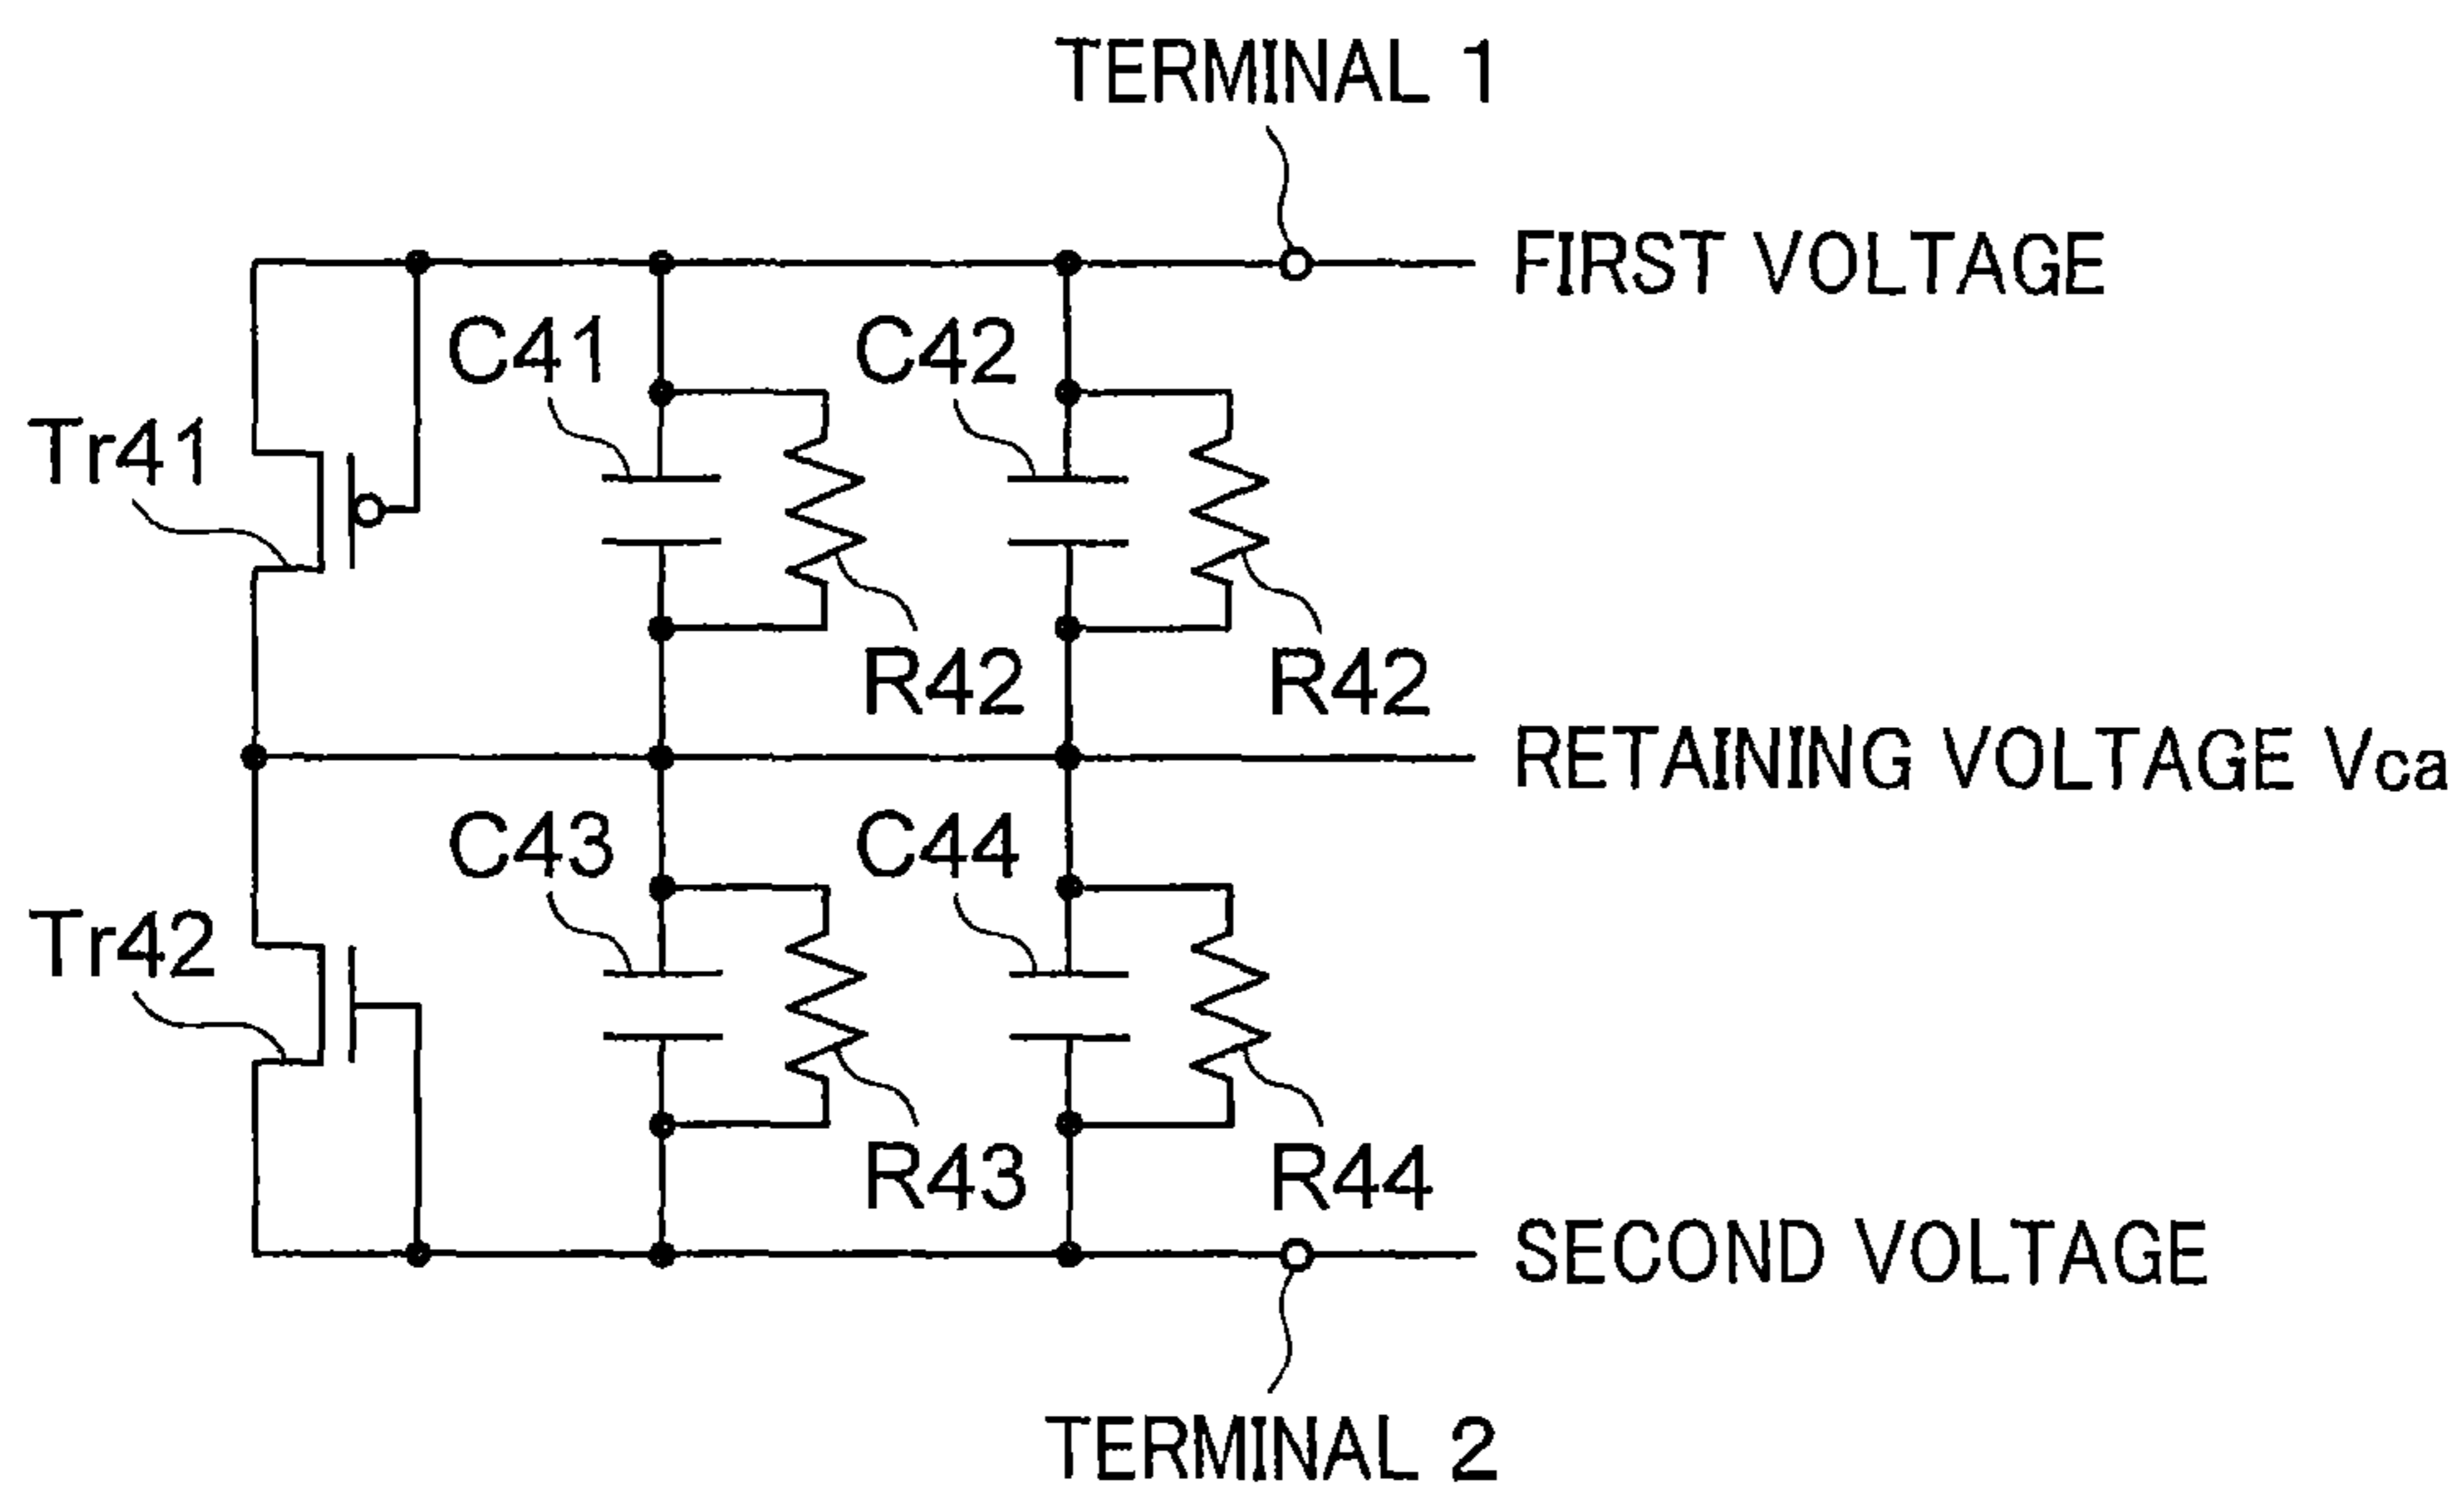 TERMINAL 1
FIRST VOLTAGE
C41
C42
Tr41
R42
R42
RETAINING VOLTAGE Vca
C43
C44
Tr42
R43
R44
SECOND VOLTAGE
TERMINAL 2